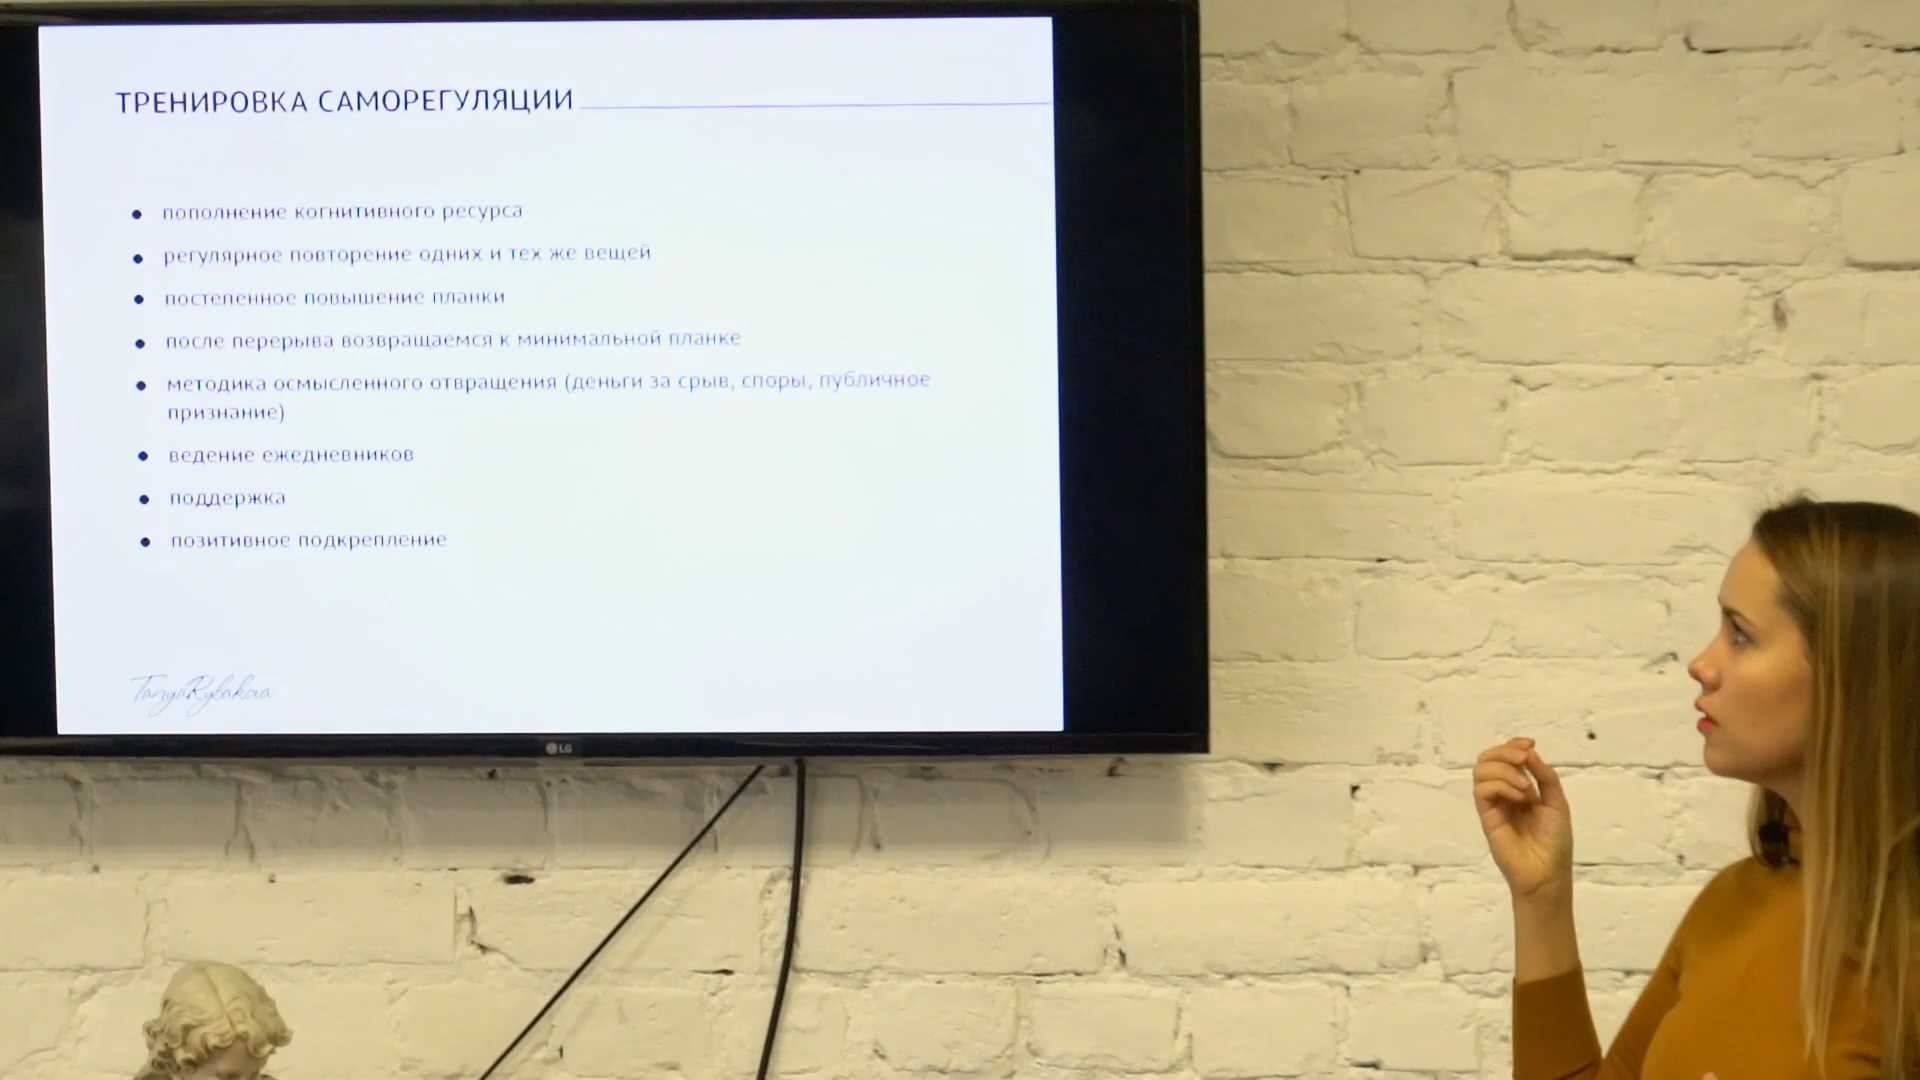 ТРЕНИРОВКА САМОРЕГУЛЯЦИИ
● пополнение когнитивного ресурса
● регулярное повторение одних и тех же вещей
● постепенное повышение планки
● после перерыва возвращаемся к минимальной планке
● методика осмысленного отвращения (деньги за срыв, споры, публичное
признание)
● ведение ежедневников
● поддержка
● позитивное подкрепление
TanyaRybakova
LG